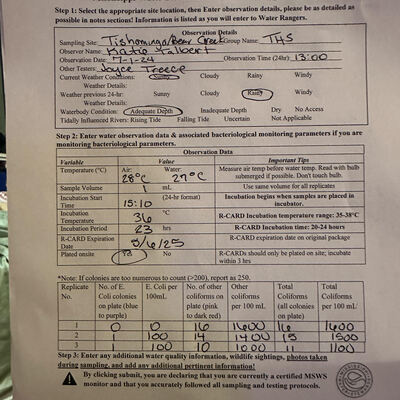 Step 1: Select the appropriate site location, then Enter observation details, please be as detailed as
possible in notes sections! Information is listed as you will enter to Water Rangers.
Observation Details
Sampling Site: Tishomingo/Bear Creek Group Name: THS
Observer Name: Katie Talbert
Observation Date: 7-1-24 Observation Time (24hr): 13:00
Other Testers: Joyce Treece
Current Weather Conditions: Sunny Cloudy Rainy Windy
Weather Details:
Weather previous 24-hr: Sunny Cloudy Rainy Windy
Weather Details:
Waterbody Condition: Adequate Depth Inadequate Depth Dry No Access
Tidally Influenced Rivers: Rising Tide Falling Tide Uncertain Not Applicable
Step 2: Enter water observation data & associated bacteriological monitoring parameters if you are
monitoring bacteriological parameters.
Observation Data
Variable Value Important Tips
Temperature (°C) Air: 28°C Water: 27°C Measure air temp before water temp. Read with bulb submerged if possible. Don't touch bulb.
Sample Volume 1 mL Use same volume for all replicates
Incubation Start Time 15:10 (24-hr format) Incubation begins when samples are placed in incubator.
Incubation Temperature 36 °C R-CARD Incubation temperature range: 35-38°C
Incubation Period 23 hrs R-CARD Incubation time: 20-24 hours
R-CARD Expiration Date 5/6/25 R-CARD expiration date on original package
Plated onsite R-CARDs should only be plated on site; incubate within 3 hrs
*Note: If colonies are too numerous to count (>200), report as 250.
Replicate No. No. of E. Coli colonies on plate (blue to purple) E. Coli per 100mL No. of other coliforms on plate (pink to dark red) Other coliforms per 100 mL Total Coliforms (all colonies on plate) Total Coliforms per 100 mL
1 0 0 16 1600 16 1600
2 1 100 14 1400 15 1500
3 1 100 10 1000 11 1100
Step 3: Enter any additional water quality information, wildlife sightings, photos taken
during sampling, and add any additional pertinent information!
By clicking submit, you are declaring that you are currently a certified MSWS
monitor and that you accurately followed all sampling and testing protocols.